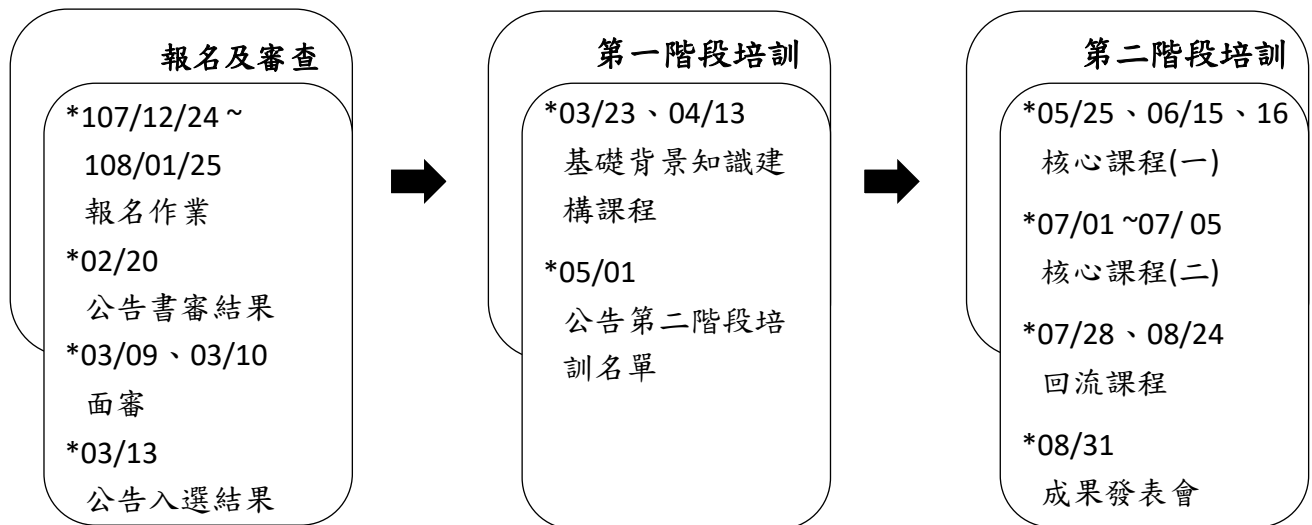 報名及審查
*107/12/24 ~
108/01/25
報名作業
*02/20
公告書審結果
*03/09、03/10
面審
*03/13
公告入選結果
第一階段培訓
*03/23、04/13
基礎背景知識建
構課程
*05/01
公告第二階段培
訓名單
第二階段培訓
*05/25、06/15、16
核心課程(一)
*07/01 ~07/ 05
核心課程(二)
*07/28、08/24
回流課程
*08/31
成果發表會